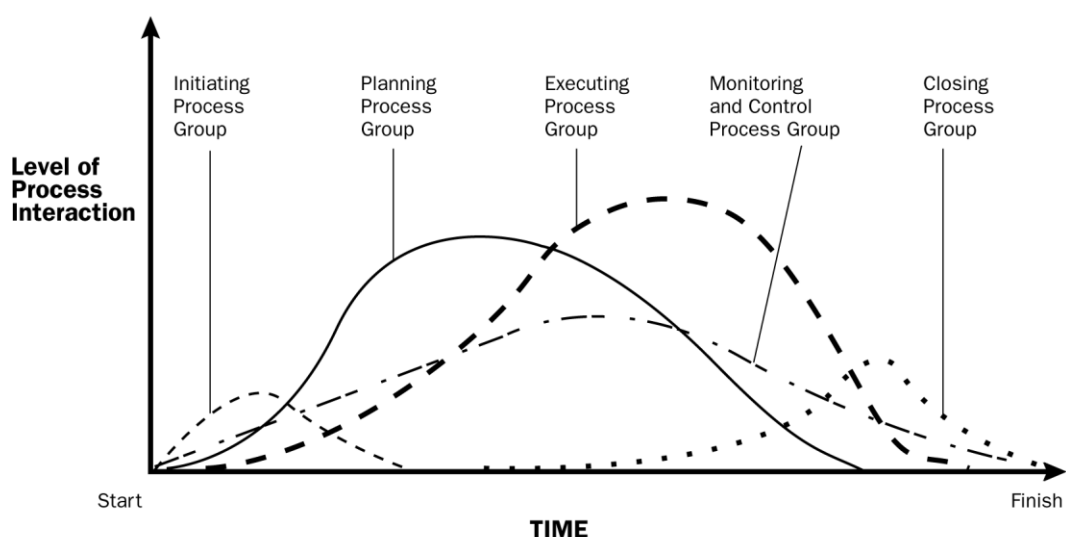 Initiating
Process
Group
Planning
Process
Group
Executing
Process
Group
Monitoring
and Control
Process Group
Closing
Process
Group
Level of
Process
Interaction
Start
Finish
TIME